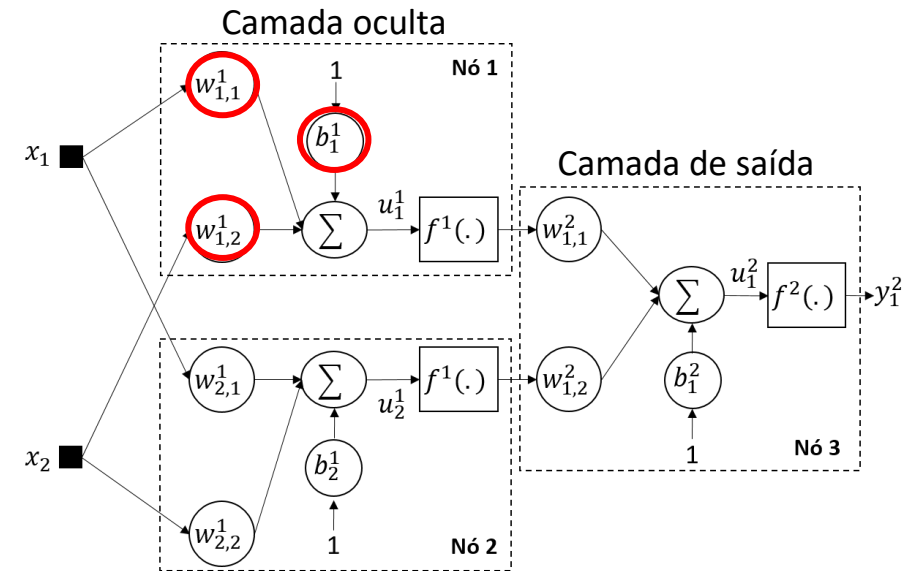 Camada oculta
Nó 1
w^1_{1,1}
1
b^1_1
x_1
w^1_{1,2}
∑
u^1_1
f^1(.)
Camada de saída
w^2_{1,1}
∑
u^2_1
f^2(.)
y^2_1
w^1_{2,1}
∑
u^1_2
f^1(.)
w^2_{1,2}
b^2_1
1
Nó 3
x_2
b^1_2
w^1_{2,2}
1
Nó 2